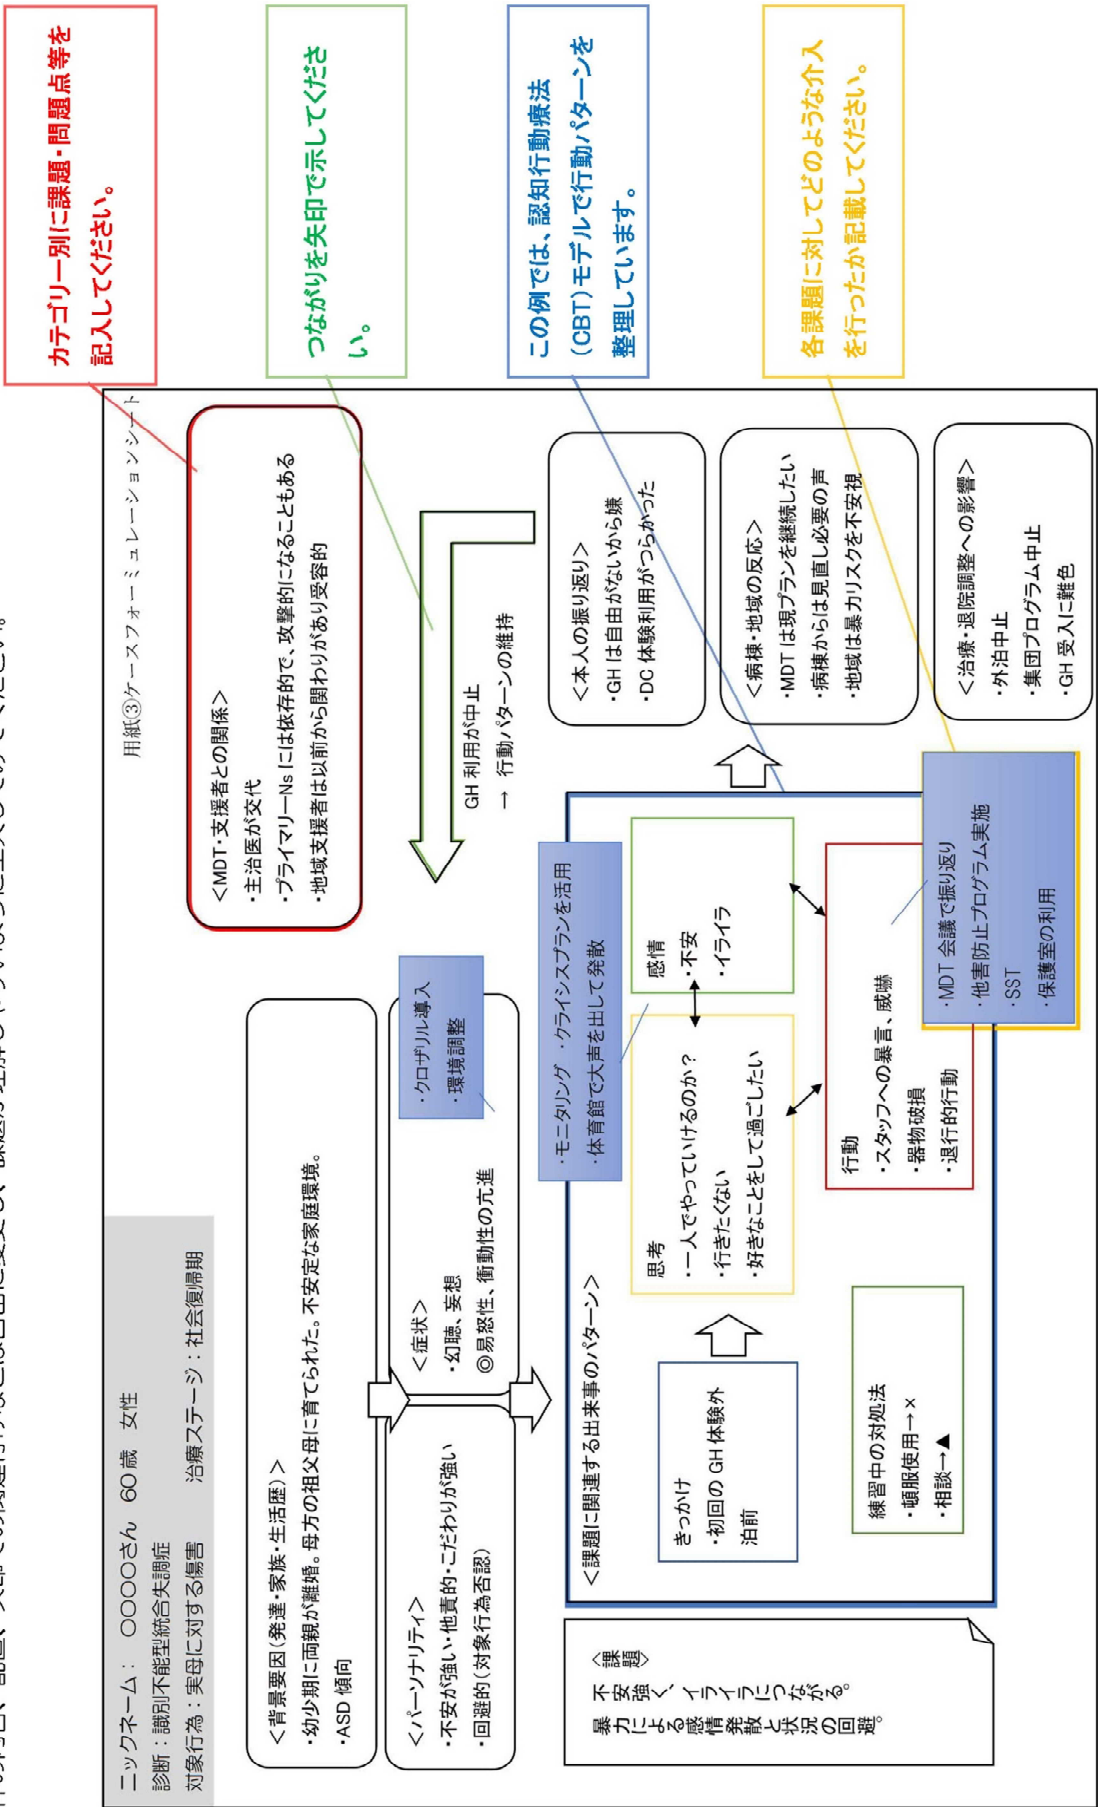 カテゴリー別に課題・問題点等を
記入してください。
つながりを矢印で示してくださ
い。
この例では、認知行動療法
(CBT)モデルで行動パターンを
整理しています。
各課題に対してどのような介入
を行ったか記載してください。
用紙③ケースフォーミュレーションシート
ニックネーム： 〇〇〇〇さん 60歳 女性
診断：識別不能型統合失調症
対象行為：実母に対する傷害 治療ステージ：社会復帰期
＜背景要因(発達・家族・生活歴)＞
・幼少期に両親が離婚。母方の祖父母に育てられた。不安定な家庭環境。
・ASD傾向
＜MDT・支援者との関係＞
・主治医が交代
・プライマリーNsには依存的で、攻撃的になることもある
・地域支援者は以前から関わりがあり受容的
＜パーソナリティ＞
・不安が強い・他責的・こだわりが強い
・回避的(対象行為否認)
＜症状＞
・幻聴、妄想
◎易怒性、衝動性の亢進
・クロザリル導入
・環境調整
GH利用が中止
→ 行動パターンの維持
＜課題＞
不安強く、イライラにつながる。
暴力による感情発散と状況の回避。
＜課題に関連する出来事のパターン＞
・モニタリング ・クライシスプランを活用
・体育館で大声を出して発散
きっかけ
・初回のGH体験外
泊前
思考
・一人でやっていけるのか？
・行きたくない
・好きなことをして過ごしたい
感情
・不安
・イライラ
行動
・スタッフへの暴言、威嚇
・器物破損
・退行的行動
練習中の対処法
・頓服使用→×
・相談→▲
・MDT会議で振り返り
・他害防止プログラム実施
・SST
・保護室の利用
＜本人の振り返り＞
・GHは自由がないから嫌
・DC体験利用がつらかった
＜病棟・地域の反応＞
・MDTは現プランを継続したい
・病棟からは見直し必要の声
・地域は暴力リスクを不安視
＜治療・退院調整への影響＞
・外泊中止
・集団プログラム中止
・GH受入に難色